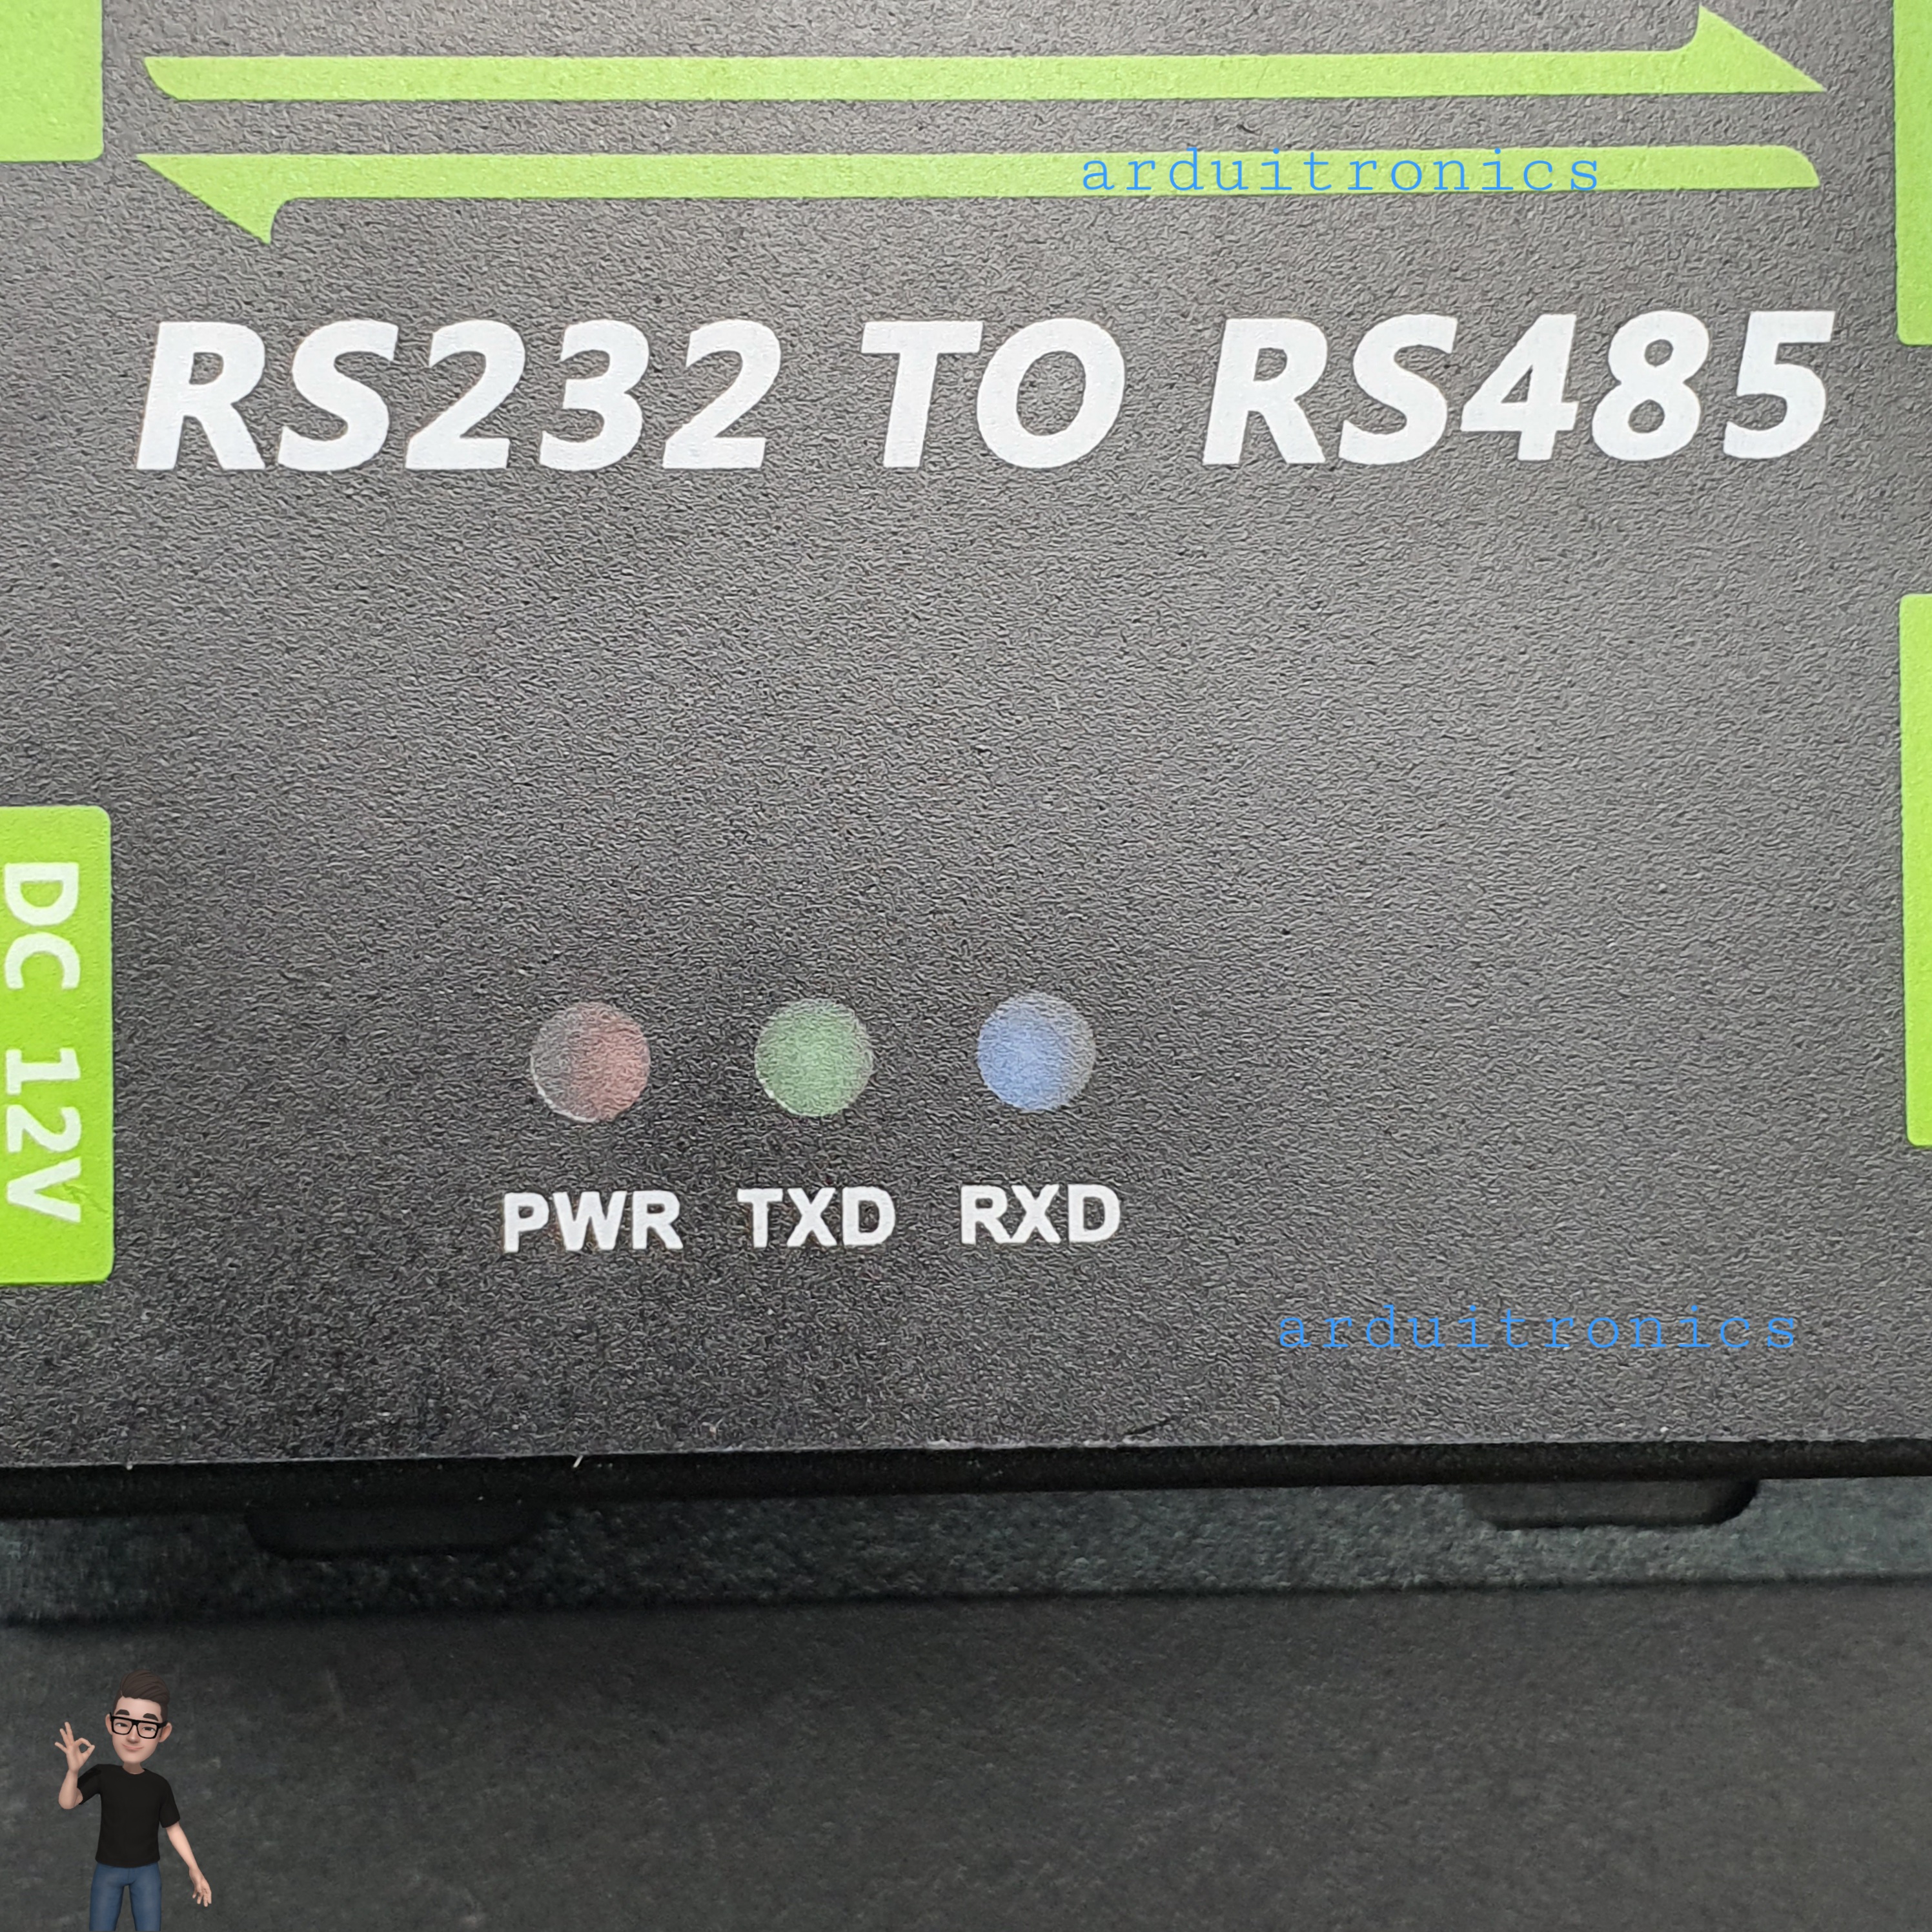 arduitronics
RS232 TO RS485
DC 12V
PWR TXD RXD
arduitronics